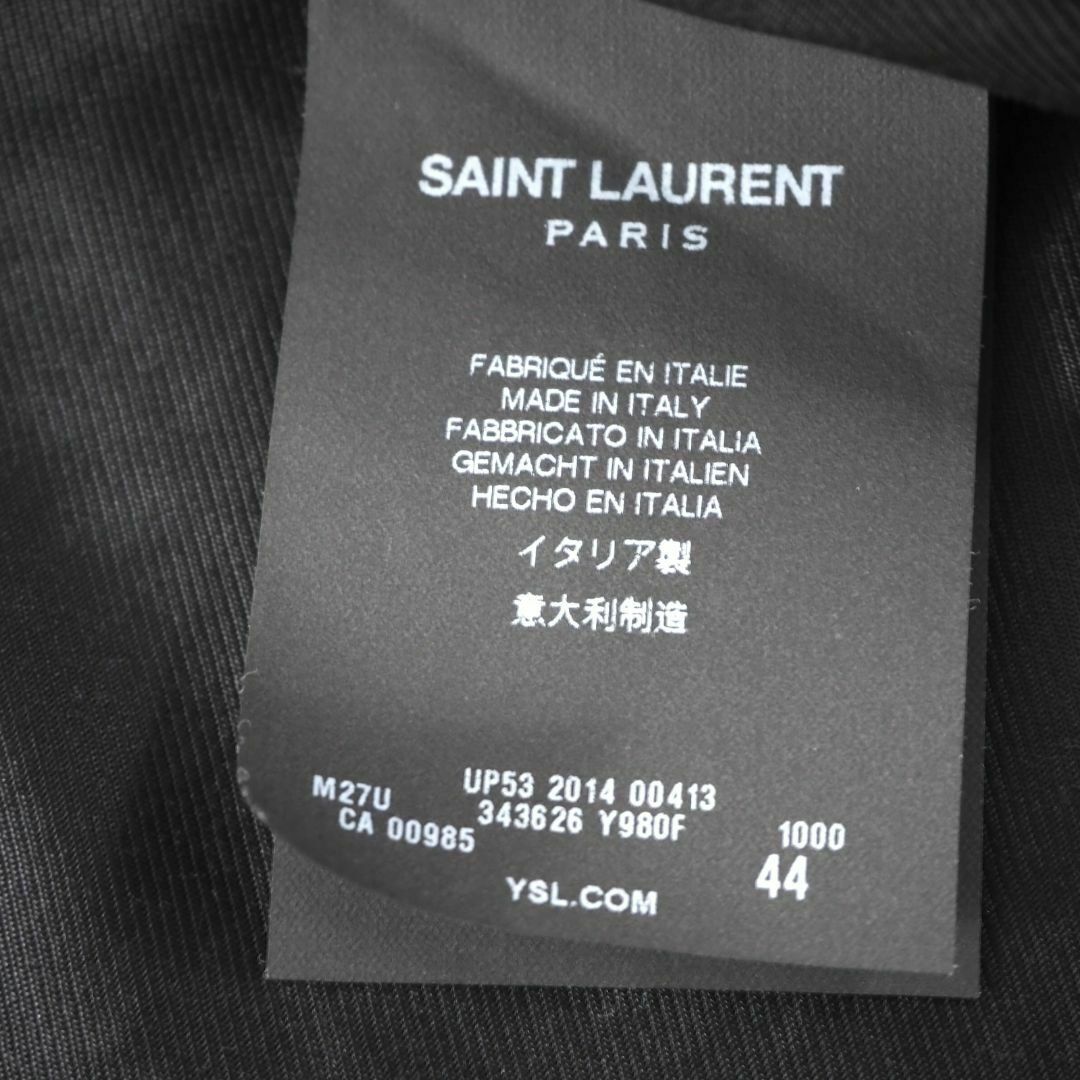 SAINT LAURENT
PARIS
FABRIQUÉ EN ITALIE
MADE IN ITALY
FABBRICATO IN ITALIA
GEMACHT IN ITALIEN
HECHO EN ITALIA
イタリア製
意大利制造
M27U UP53 2014 00413
CA 00985 343626 Y980F 1000
44
YSL.COM